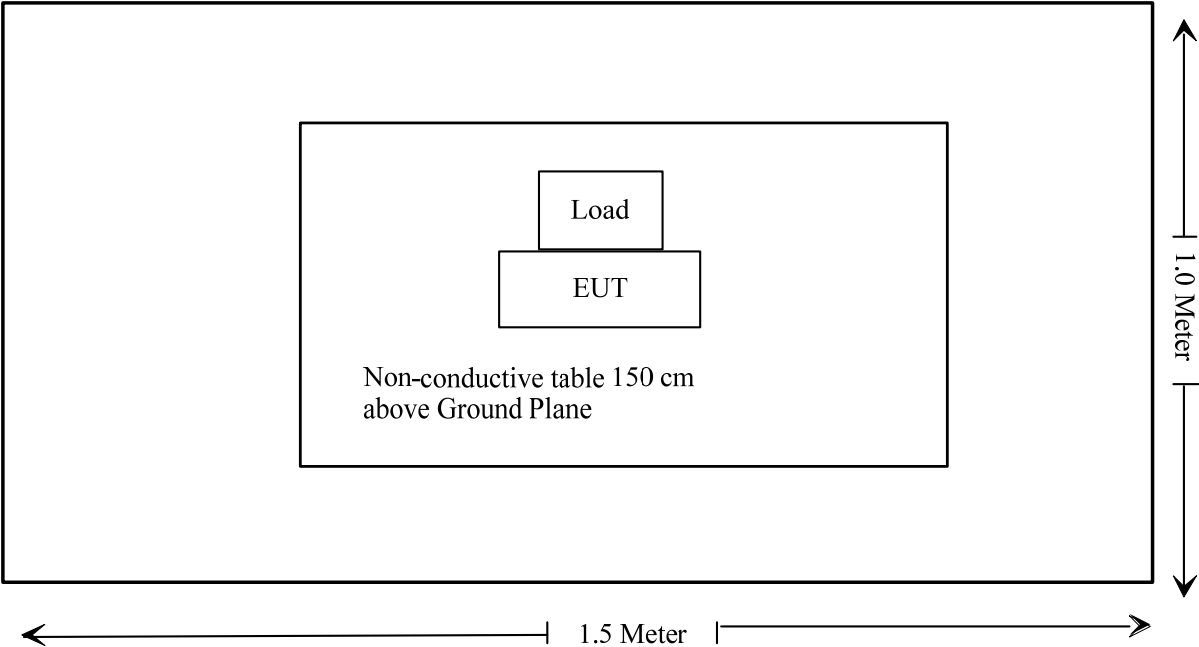 Load
EUT
Non-conductive table 150 cm
above Ground Plane
1.0 Meter
1.5 Meter